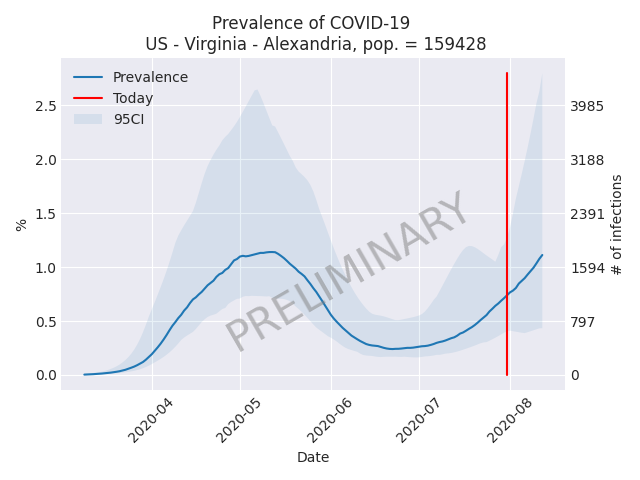 Prevalence of COVID-19
US - Virginia - Alexandria, pop. = 159428
Prevalence
Today
95CI
2.5
2.0
1.5
1.0
0.5
0.0
%
3985
3188
2391
1594
797
0
# of infections
PRELIMINARY
2020-04
2020-05
2020-06
2020-07
2020-08
Date